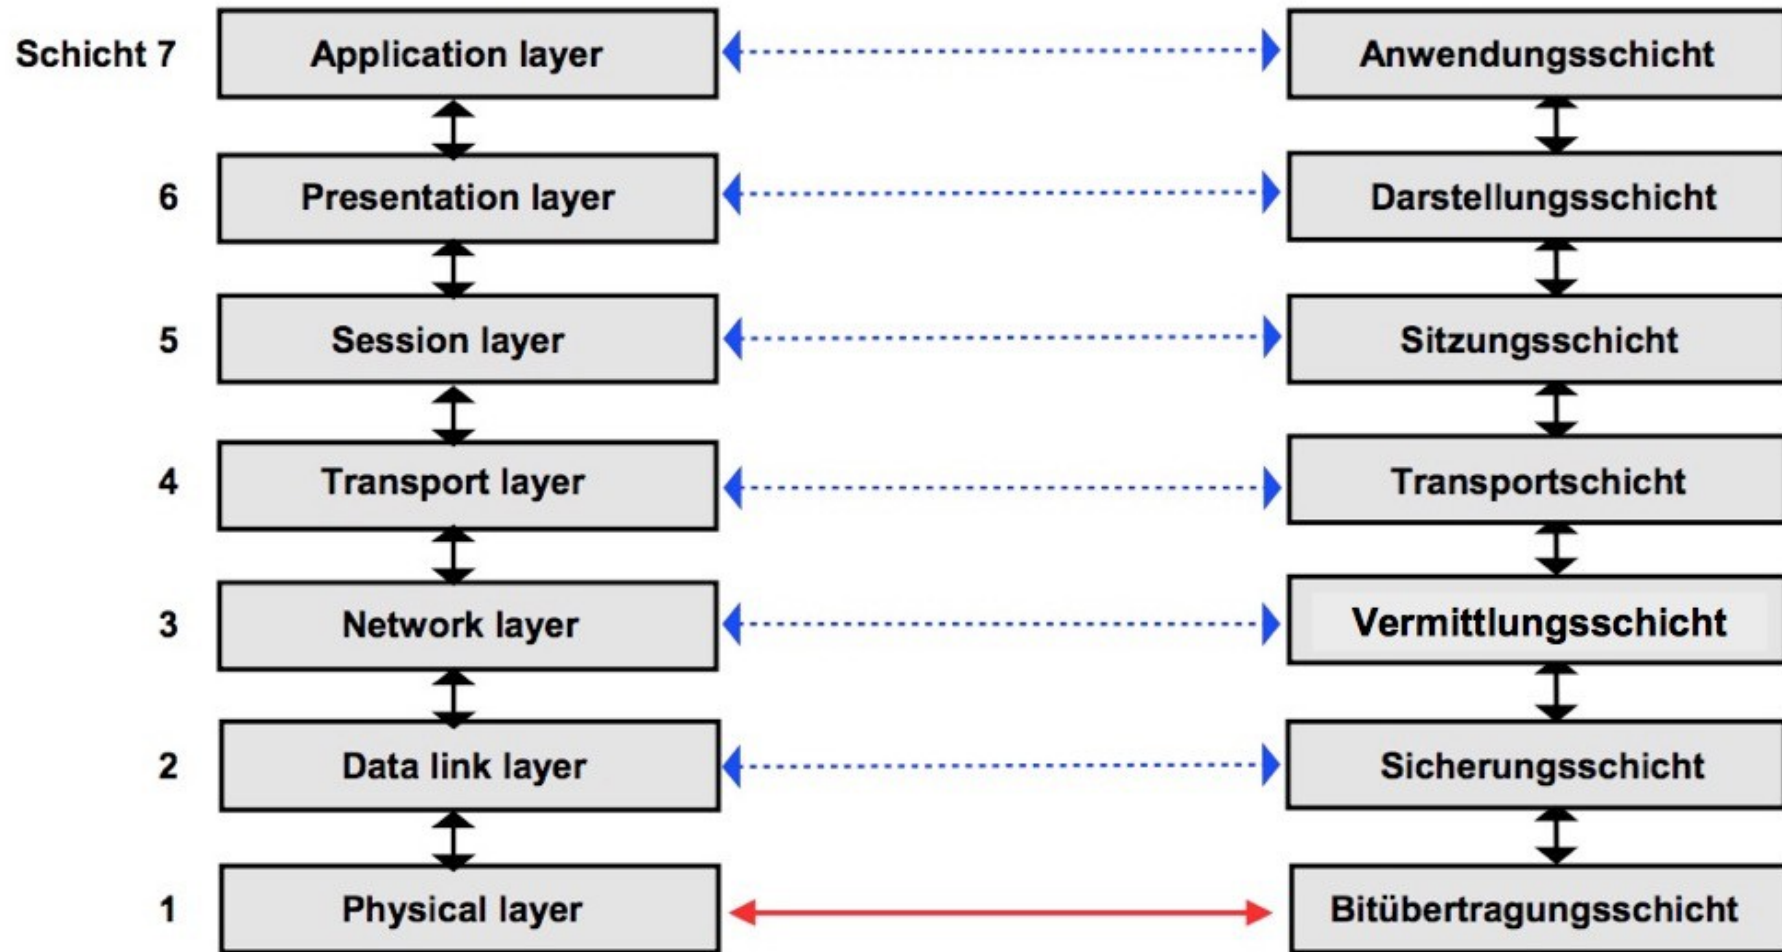 Schicht 7 Application layer Anwendungsschicht
6 Presentation layer Darstellungsschicht
5 Session layer Sitzungsschicht
4 Transport layer Transportschicht
3 Network layer Vermittlungsschicht
2 Data link layer Sicherungsschicht
1 Physical layer Bitübertragungsschicht